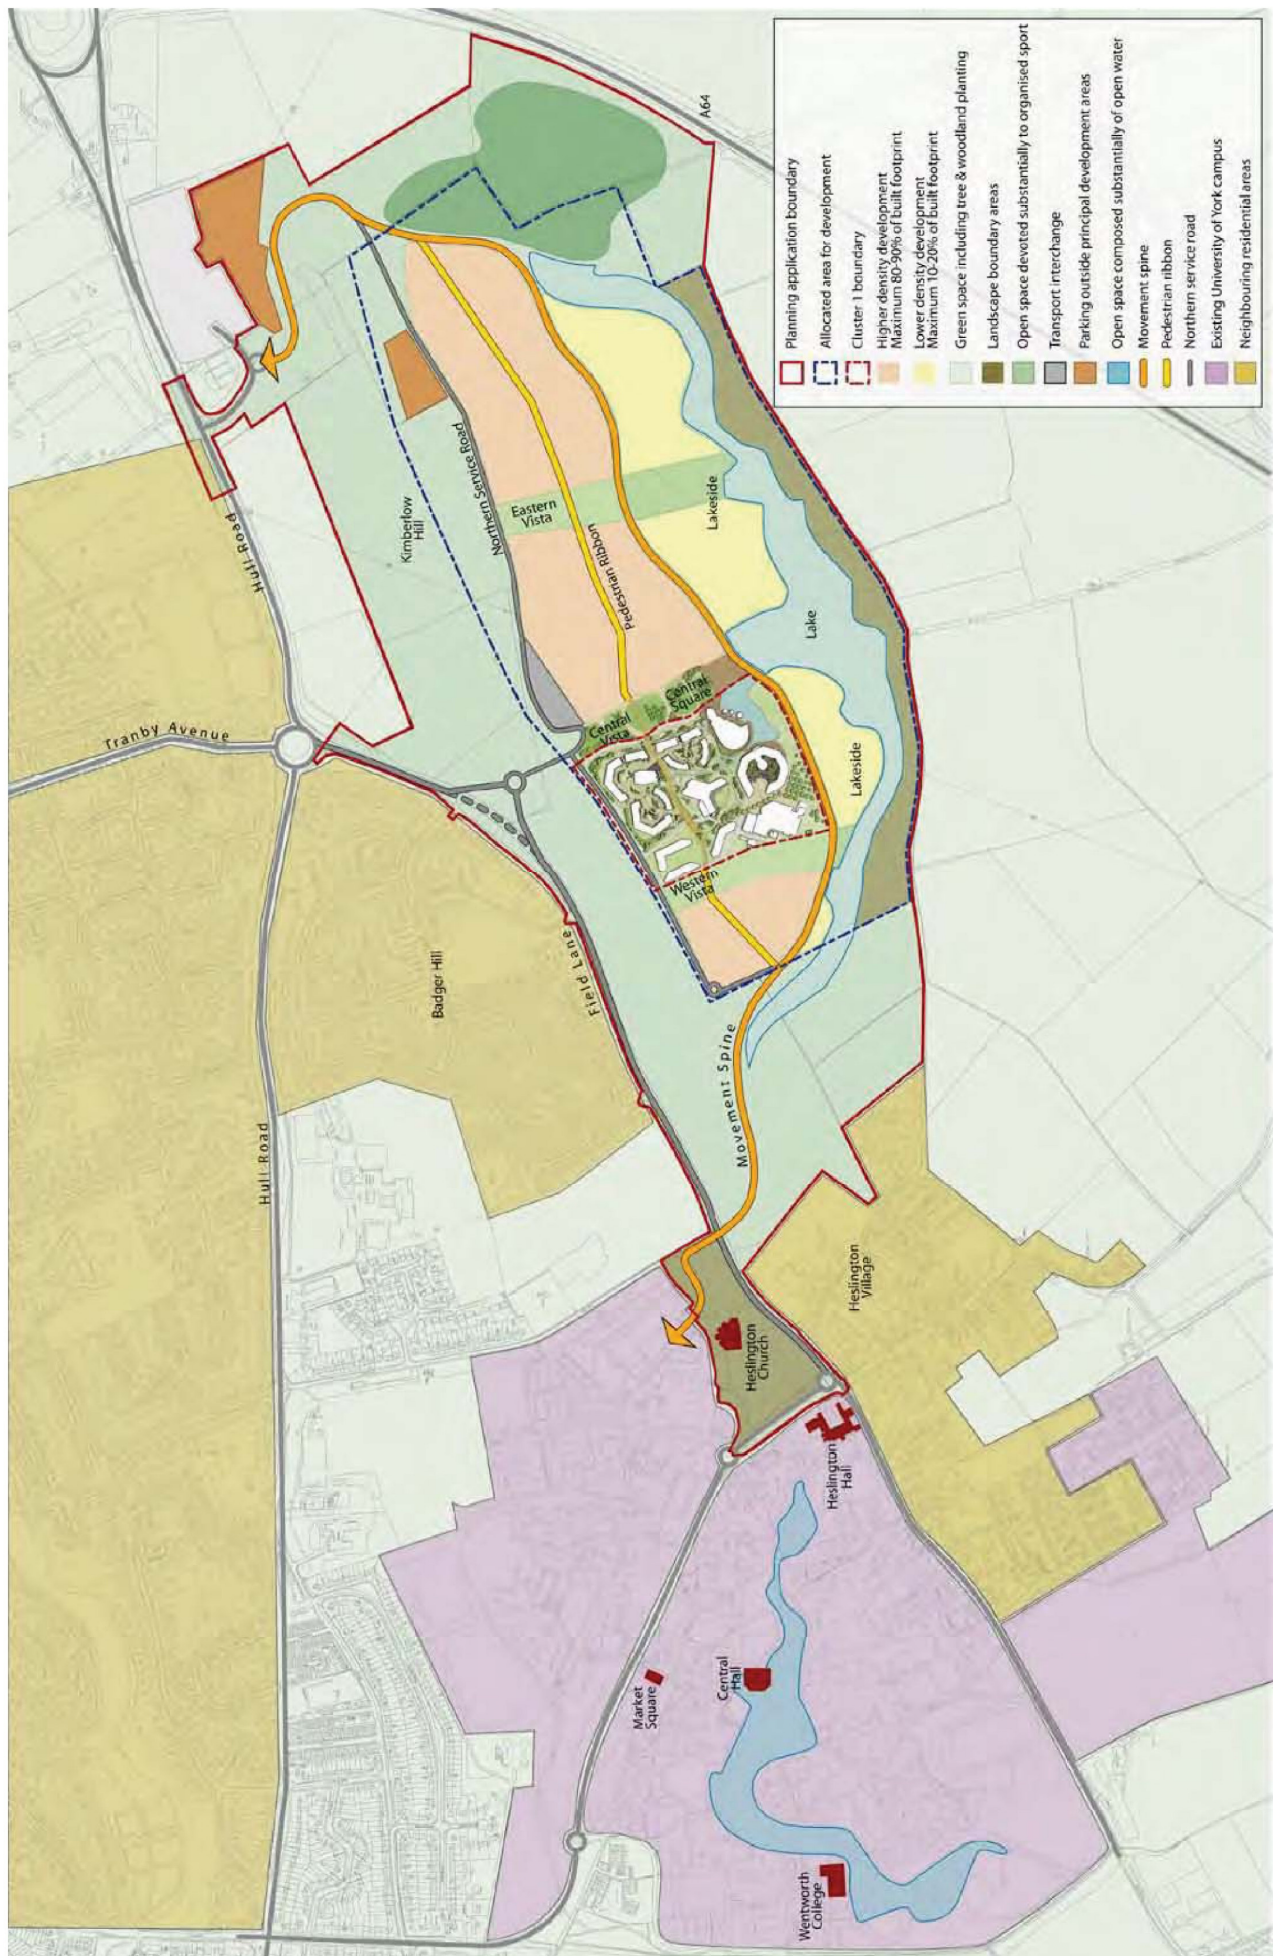 Hull Road
Tranby Avenue
Hull Road
Badger Hill
Field Lane
Kimberlow
Hill
Northern Service Road
Eastern
Vista
Pedestrian Ribbon
Central
Vista
Central
Square
Western
Vista
Lakeside
Lakeside
Lake
A64
Movement Spine
Heslington
Church
Heslington
Village
Heslington
Hall
Market
Square
Central
Hall
Wentworth
College
Planning application boundary
Allocated area for development
Cluster 1 boundary
Higher density development
Maximum 80-90% of built footprint
Lower density development
Maximum 10-20% of built footprint
Green space including tree & woodland planting
Landscape boundary areas
Open space devoted substantially to organised sport
Transport interchange
Parking outside principal development areas
Open space composed substantially of open water
Movement spine
Pedestrian ribbon
Northern service road
Existing University of York campus
Neighbouring residential areas